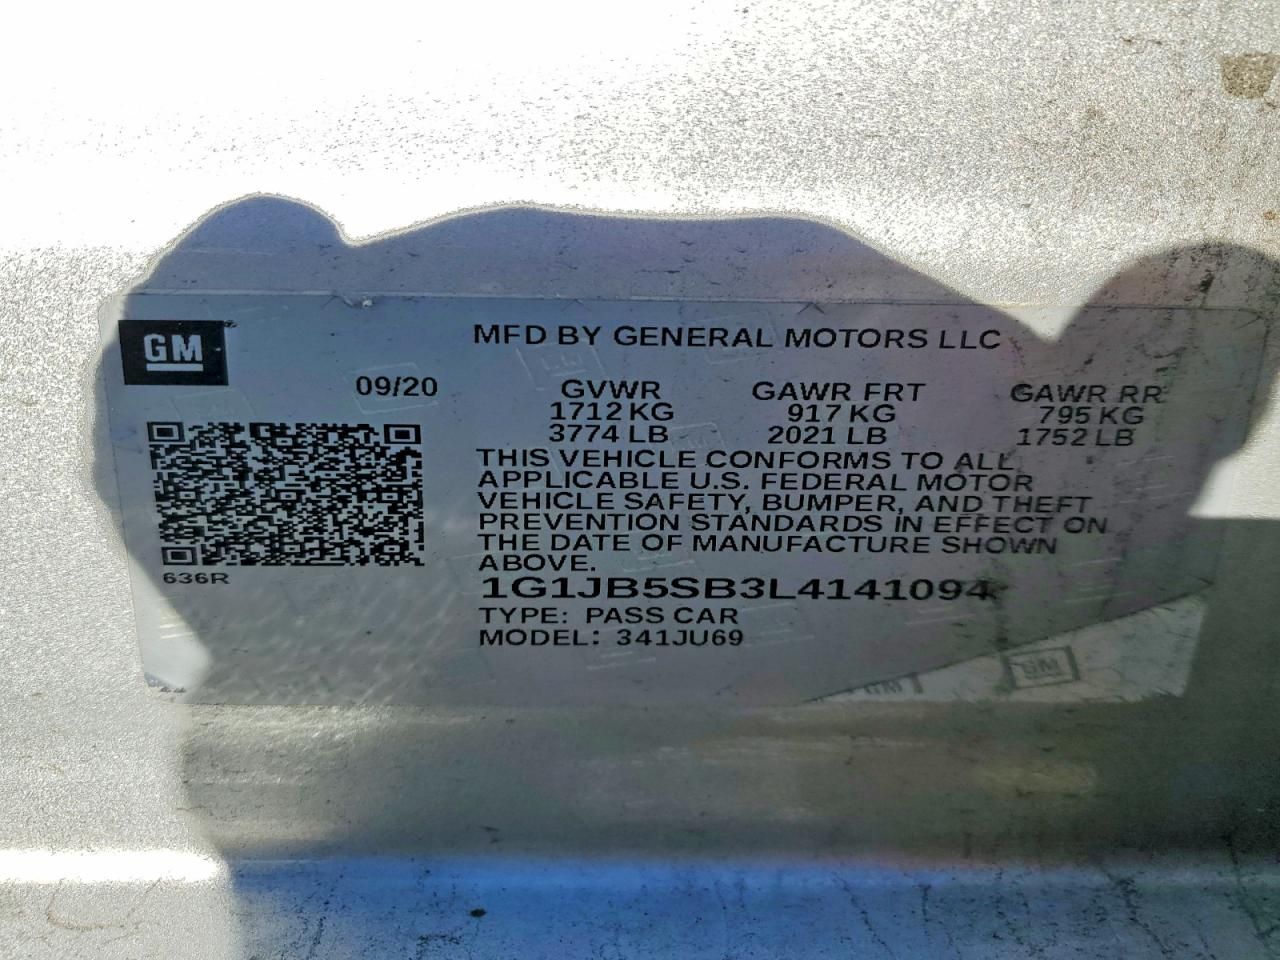 GM
MFD BY GENERAL MOTORS LLC
09/20 GVWR GAWR FRT GAWR RR
1712 KG 917 KG 795 KG
3774 LB 2021 LB 1752 LB
THIS VEHICLE CONFORMS TO ALL
APPLICABLE U.S. FEDERAL MOTOR
VEHICLE SAFETY, BUMPER, AND THEFT
PREVENTION STANDARDS IN EFFECT ON
THE DATE OF MANUFACTURE SHOWN
ABOVE.
636R
1G1JB5SB3L4141094
TYPE: PASS CAR
MODEL: 341JU69
GM GM